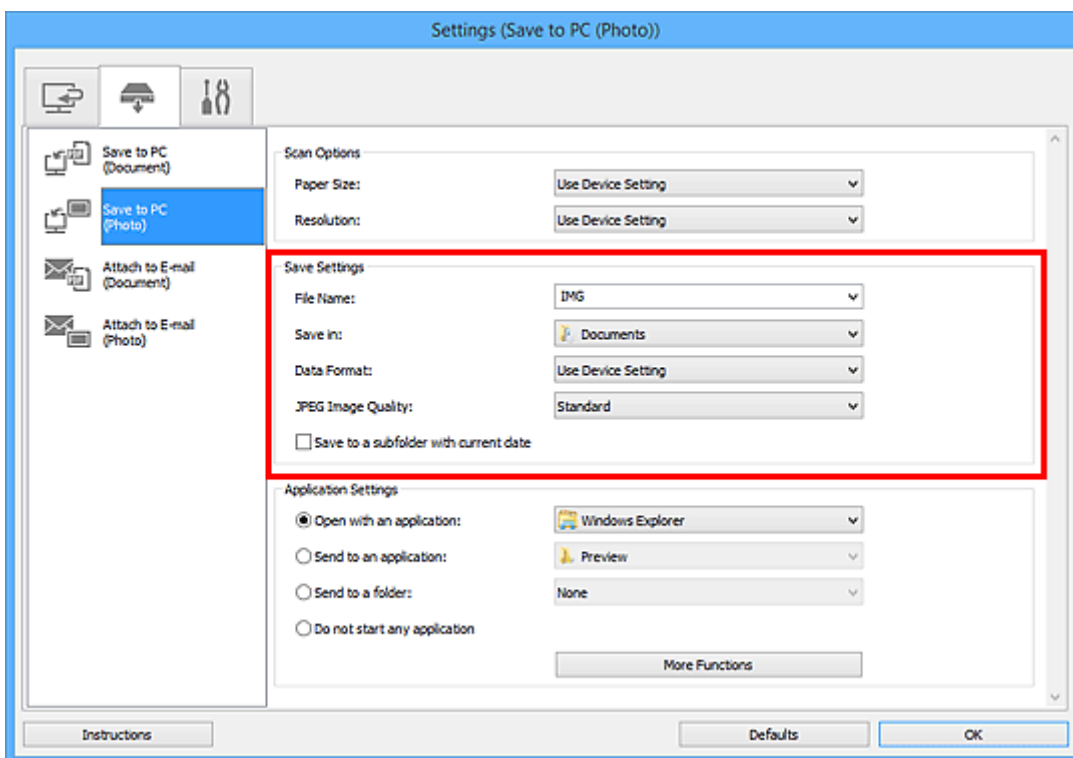 Settings (Save to PC (Photo))
Save to PC
(Document)
Save to PC
(Photo)
Attach to E-mail
(Document)
Attach to E-mail
(Photo)
Scan Options
Paper Size: Use Device Setting
Resolution: Use Device Setting
Save Settings
File Name: IMG
Save in: Documents
Data Format: Use Device Setting
JPEG Image Quality: Standard
Save to a subfolder with current date
Application Settings
Open with an application: Windows Explorer
Send to an application: Preview
Send to a folder: None
Do not start any application
More Functions
Instructions Defaults OK